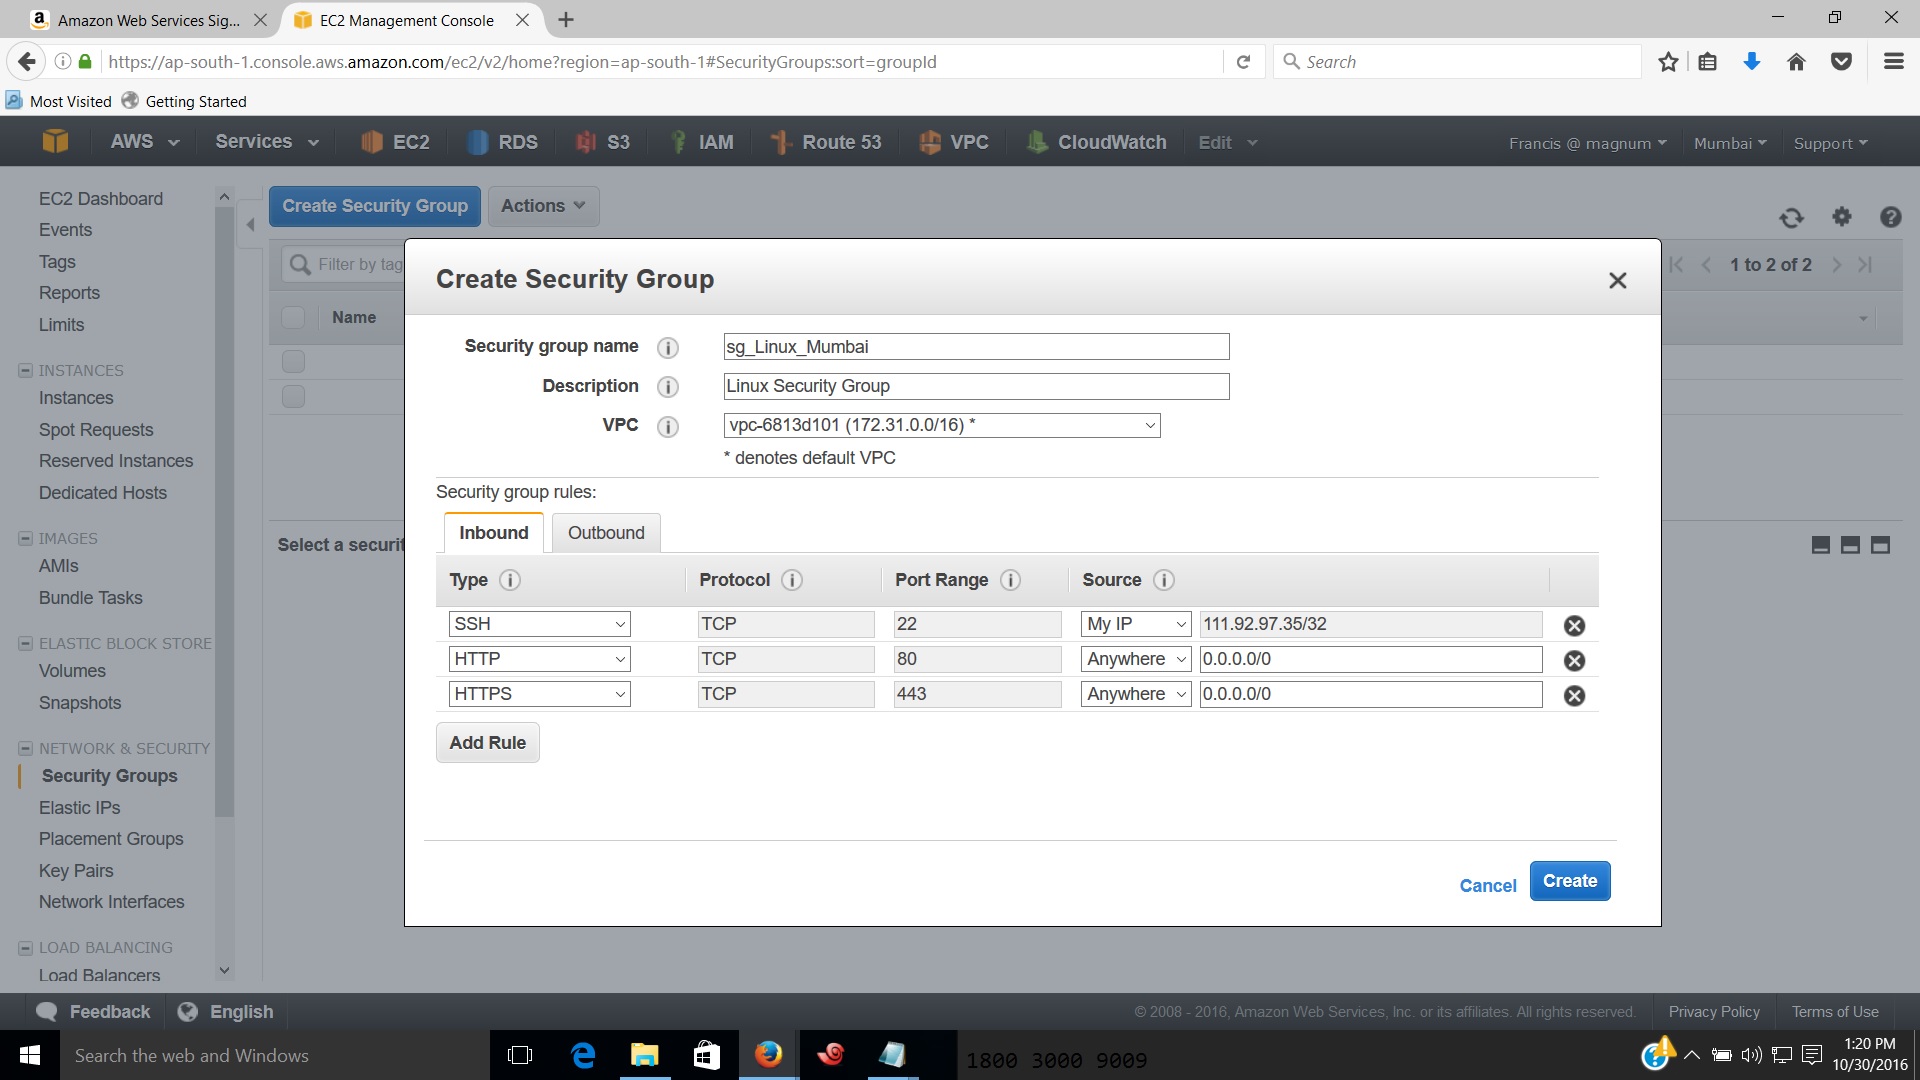 Amazon Web Services Sig...
EC2 Management Console
https://ap-south-1.console.aws.amazon.com/ec2/v2/home?region=ap-south-1#SecurityGroups:sort=groupId
Search
Most Visited
Getting Started
AWS
Services
EC2
RDS
S3
IAM
Route 53
VPC
CloudWatch
Edit
Francis @ magnum
Mumbai
Support
EC2 Dashboard
Events
Tags
Reports
Limits
INSTANCES
Instances
Spot Requests
Reserved Instances
Dedicated Hosts
IMAGES
AMIs
Bundle Tasks
ELASTIC BLOCK STORE
Volumes
Snapshots
NETWORK & SECURITY
Security Groups
Elastic IPs
Placement Groups
Key Pairs
Network Interfaces
LOAD BALANCING
Load Balancers
Create Security Group
Actions
Filter by tag
1 to 2 of 2
Name
Select a securit
Create Security Group
Security group name
sg_Linux_Mumbai
Description
Linux Security Group
VPC
vpc-6813d101 (172.31.0.0/16) *
* denotes default VPC
Security group rules:
Inbound
Outbound
Type
Protocol
Port Range
Source
SSH TCP 22 My IP 111.92.97.35/32
HTTP TCP 80 Anywhere 0.0.0.0/0
HTTPS TCP 443 Anywhere 0.0.0.0/0
Add Rule
Cancel
Create
Feedback
English
© 2008 - 2016, Amazon Web Services, Inc. or its affiliates. All rights reserved.
Privacy Policy
Terms of Use
Search the web and Windows
1800 3000 9009
1:20 PM
10/30/2016